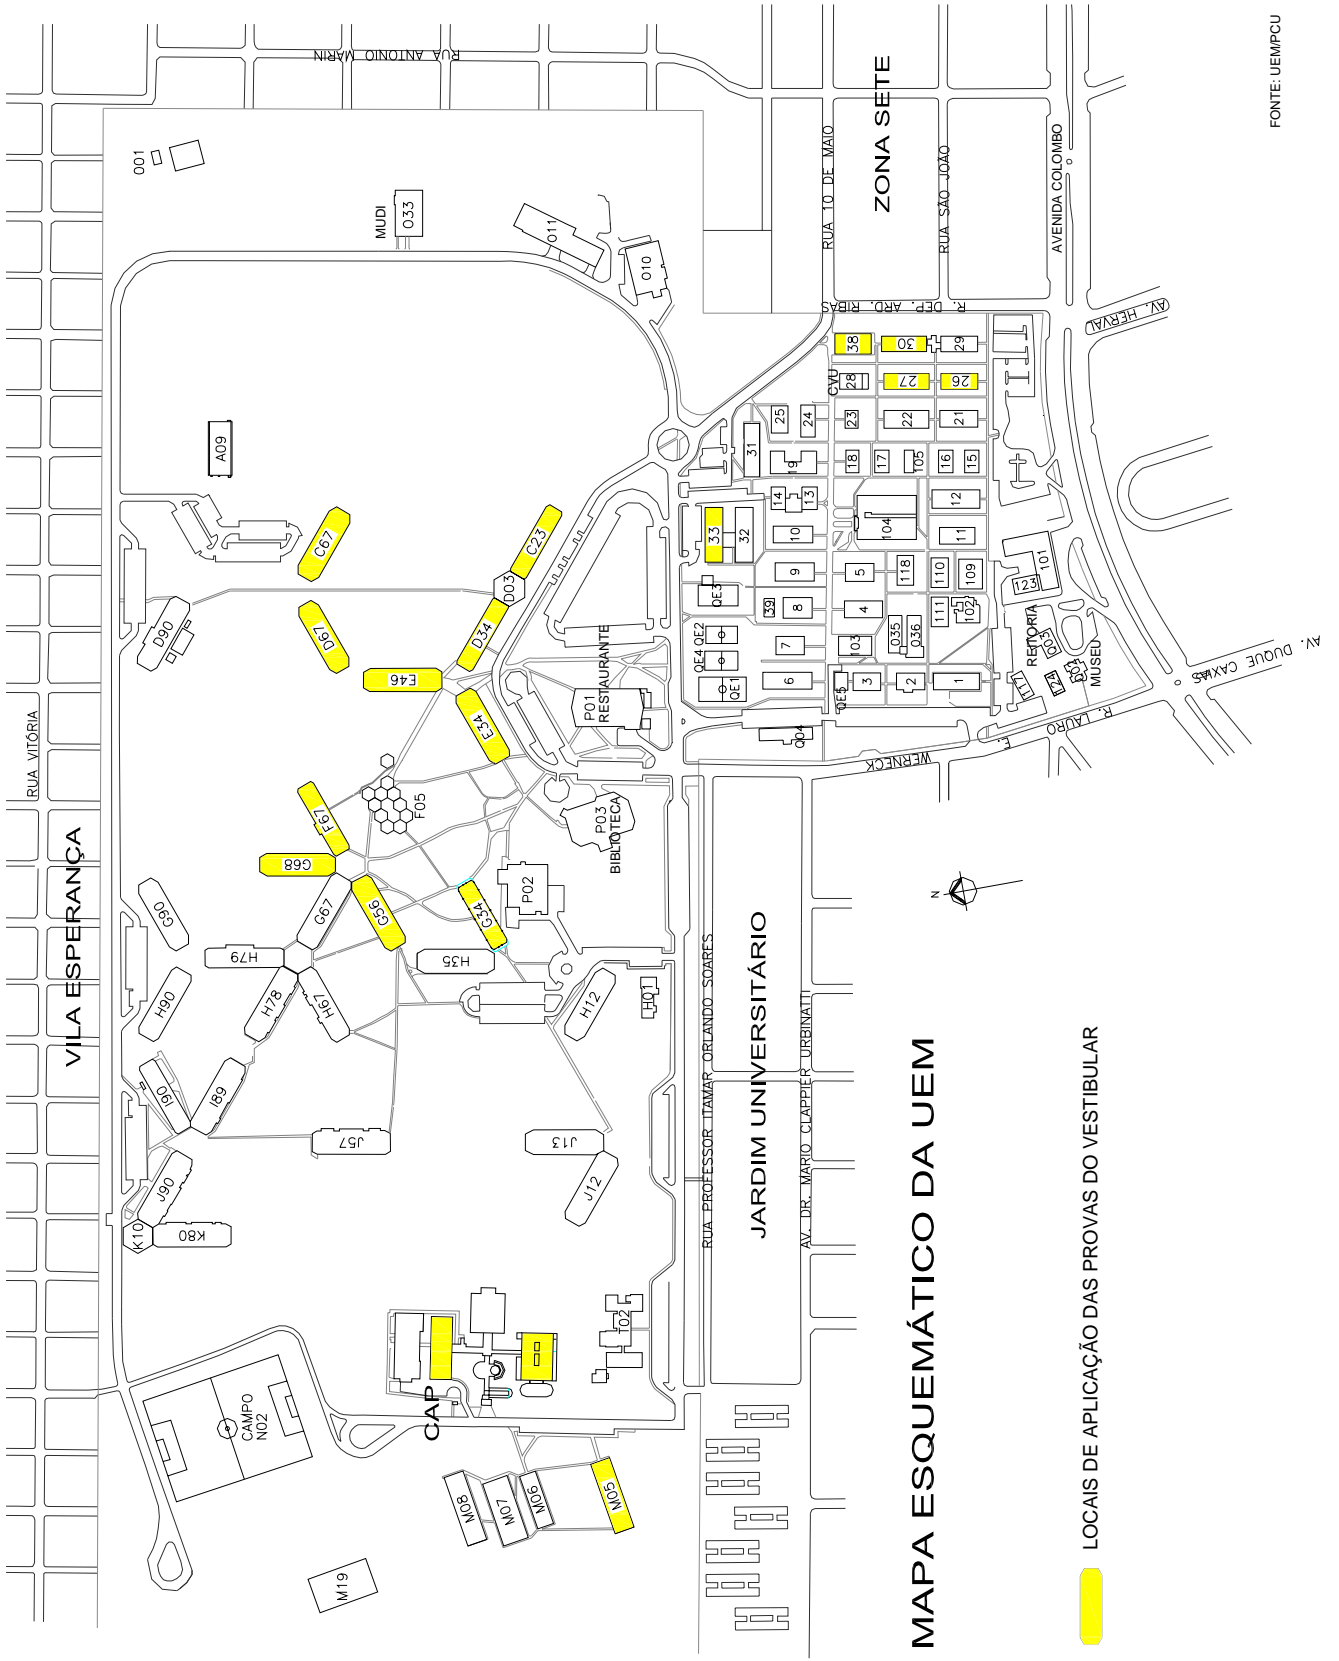 MAPA ESQUEMÁTICO DA UEM
LOCAIS DE APLICAÇÃO DAS PROVAS DO VESTIBULAR
FONTE: UEM/PCU
VILA ESPERANÇA
RUA VITÓRIA
RUA ANTONIO MARIN
ZONA SETE
RUA 10 DE MAIO
RUA SÃO JOÃO
AVENIDA COLOMBO
R. DEP. ARD. RIBAS
AV. HERVAL
AV. DUQUE CAXIAS
R. LAURO
E.
WERNECK
JARDIM UNIVERSITÁRIO
RUA PROFESSOR ITAMAR ORLANDO SOARES
AV. DR. MARIO CLAPPIER URBINATTI
N
001
MUDI
033
011
010
A09
C67
C23
D03
D34
D67
D90
E46
E34
P01
RESTAURANTE
P03
BIBLIOTECA
P02
F05
F67
G68
G67
G56
G34
G90
H79
H35
H78
H67
H90
H12
H01
I90
I89
J57
J13
J12
J90
K10
K80
CAMPO
N02
CAP
T02
M08
M07
M06
M05
M19
38
30
29
CVU
28
27
26
25
24
23
22
21
31
19
18
17
105
16
15
14
13
12
104
33
32
10
11
QE3
9
5
118
110
109
101
123
39
8
4
111
102
QE2
QE4
7
103
035
036
REITORIA
Q03
QE1
6
QE5
3
2
1
117
124
MUSEU
Q04